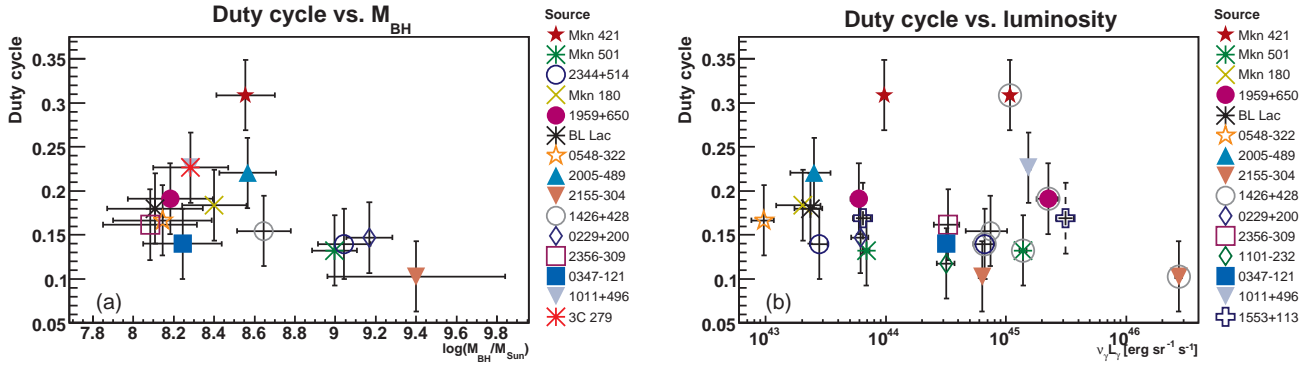 Duty cycle vs. M_BH
Duty cycle
0.35
0.3
0.25
0.2
0.15
0.1
0.05
(a)
7.8 8 8.2 8.4 8.6 8.8 9 9.2 9.4 9.6 9.8
log(M_BH/M_Sun)
Source
Mkn 421
Mkn 501
2344+514
Mkn 180
1959+650
BL Lac
0548-322
2005-489
2155-304
1426+428
0229+200
2356-309
0347-121
1011+496
3C 279
Duty cycle vs. luminosity
Duty cycle
0.35
0.3
0.25
0.2
0.15
0.1
0.05
(b)
10^43 10^44 10^45 10^46
ν_γL_γ [erg sr^-1 s^-1]
Source
Mkn 421
Mkn 501
2344+514
Mkn 180
1959+650
BL Lac
0548-322
2005-489
2155-304
1426+428
0229+200
2356-309
1101-232
0347-121
1011+496
1553+113